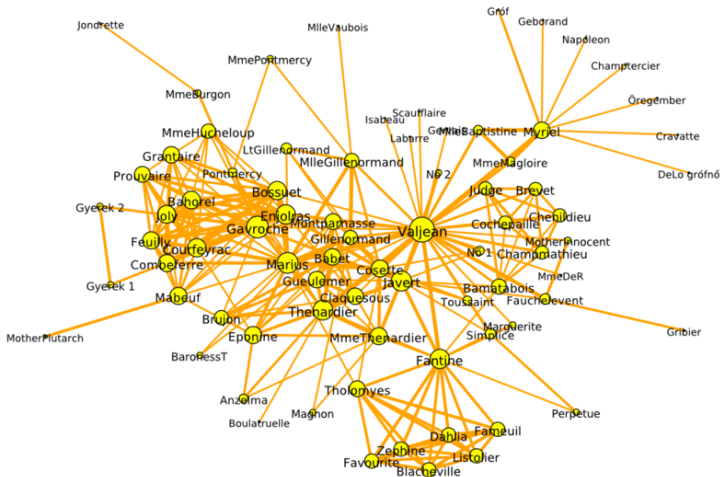 Gróf
Geborand
Jondrette
MlleVaubois
Napoleon
MmePontmercy
Champtercier
MmeBurgon
Öregember
Scaufflaire
Isabeau
MmeHucheloup
Labarre
Gervais
MlleBaptistine
Myriel
Cravatte
LtGillenormand
Grantaire
MlleGillenormand
MmeMagloire
Pontmercy
Nő 2
DeLo grófnő
Prouvaire
Bossuet
Judge
Brevet
Bahorel
Gyerek 2
Joly
Enjolras
Chenildieu
Montparnasse
Cochepaille
Gavroche
Valjean
Feuilly
Gillenormand
MotherInnocent
Courfeyrac
Nő 1
Champmathieu
Babet
Combeferre
Marius
Cosette
MmeDeR
Gueulemer
Javert
Gyerek 1
Bamatabois
Mabeuf
Claquesous
Toussaint
Fauchelevent
Thenardier
Brujon
Marguerite
MotherPlutarch
Eponine
MmeThenardier
Simplice
Gribier
BaronessT
Fantine
Tholomyes
Anzelma
Magnon
Perpetue
Boulatruelle
Fameuil
Dahlia
Zephine
Favourite
Listolier
Blacheville